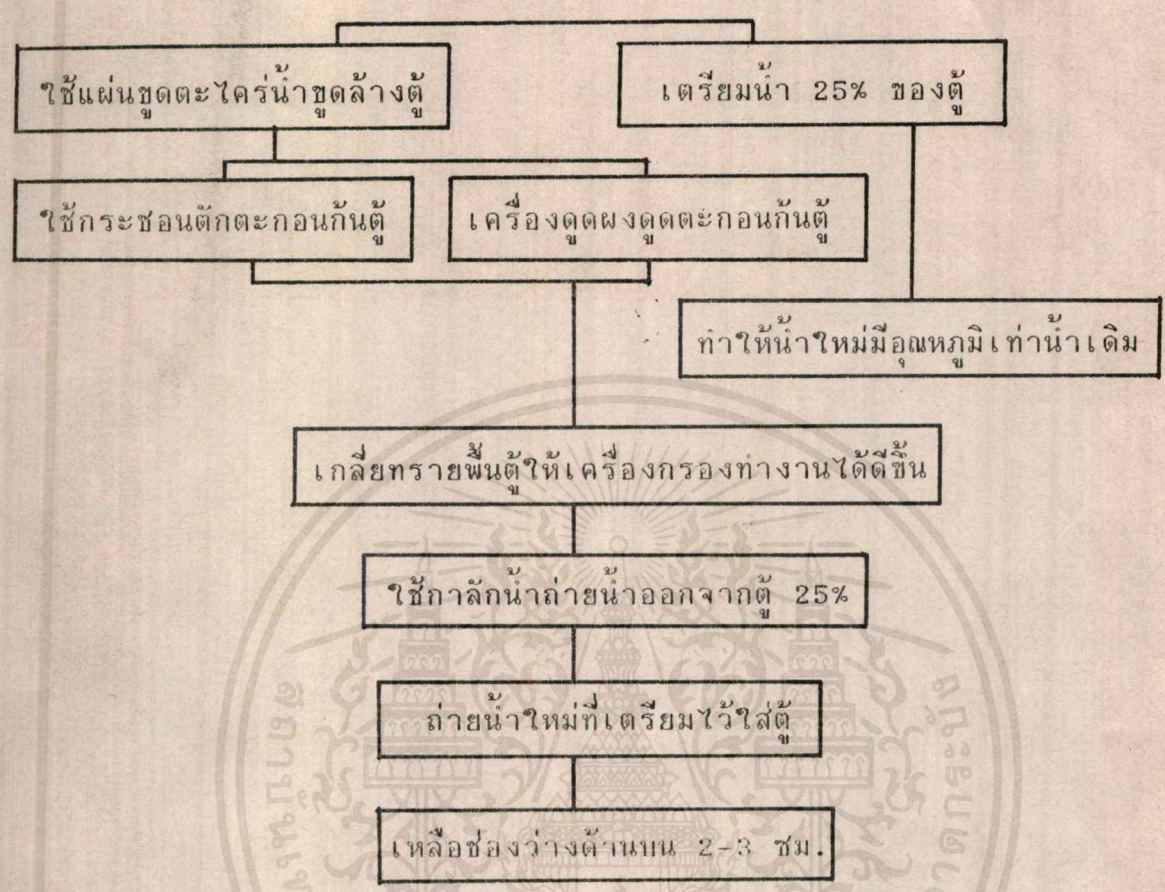 ใช้แผ่นขูดตะไคร่น้ำขูดล้างตู้
เตรียมน้ำ 25% ของตู้
ใช้กระชอนตักตะกอนก้นตู้
เครื่องดูดผงดูดตะกอนก้นตู้
ทำให้น้ำใหม่มีอุณหภูมิเท่าน้ำเดิม
เกลี่ยทรายพื้นตู้ให้เครื่องกรองทำงานได้ดีขึ้น
ใช้กาลักน้ำถ่ายน้ำออกจากตู้ 25%
ถ่ายน้ำใหม่ที่เตรียมไว้ใส่ตู้
เหลือช่องว่างด้านบน 2-3 ซม.